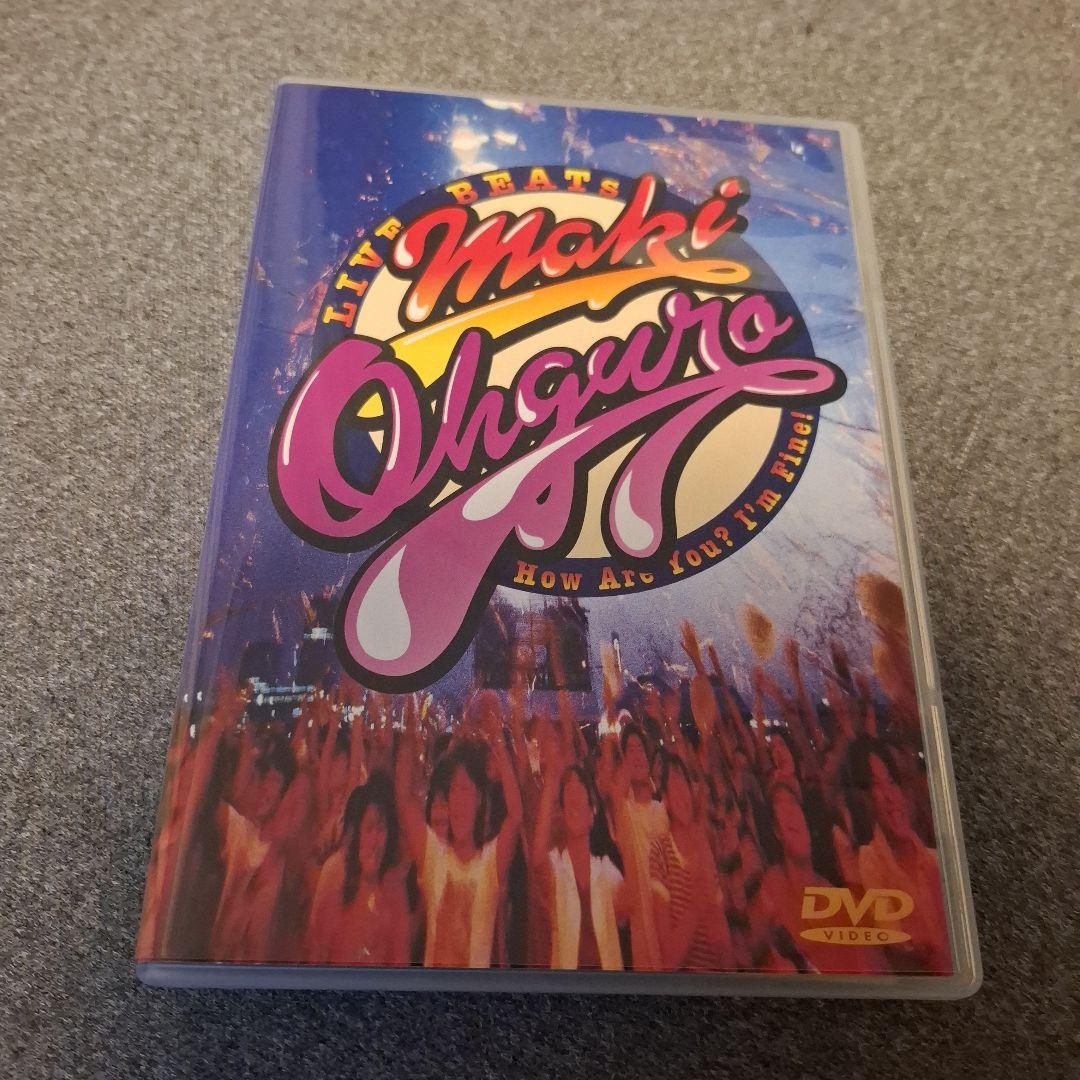 LIVE BEATs
Maki
Ohguro
How Are You? I'm Fine!
DVD
VIDEO